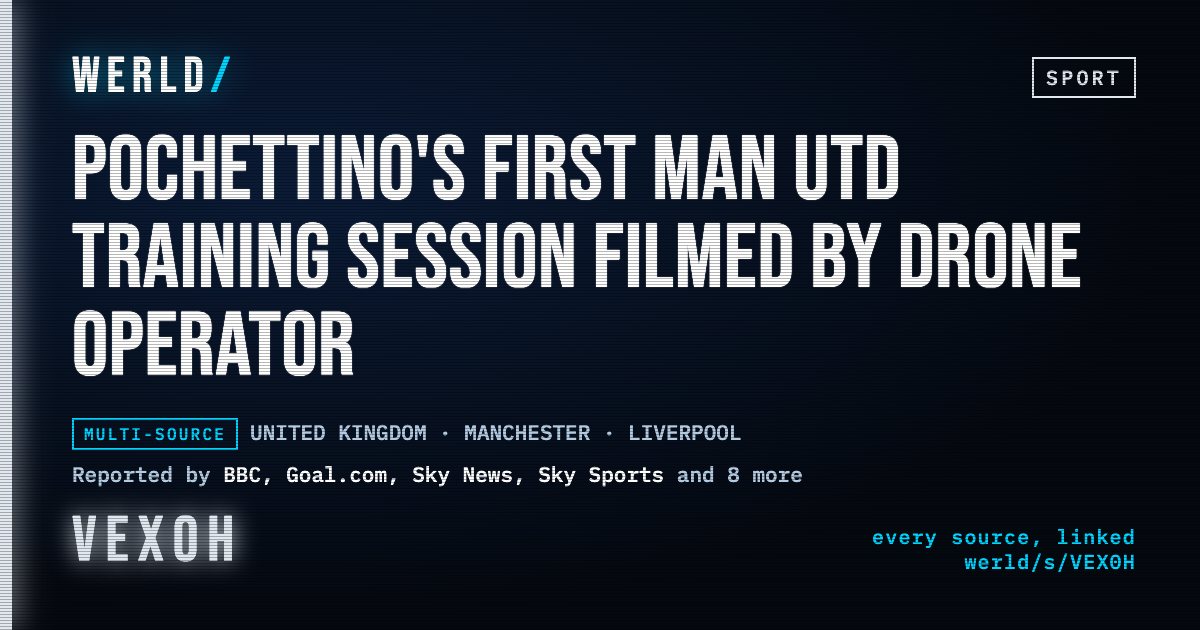 WERLD/
SPORT
POCHETTINO'S FIRST MAN UTD
TRAINING SESSION FILMED BY DRONE
OPERATOR
MULTI-SOURCE UNITED KINGDOM · MANCHESTER · LIVERPOOL
Reported by BBC, Goal.com, Sky News, Sky Sports and 8 more
VEX0H
every source, linked
werld/s/VEX0H